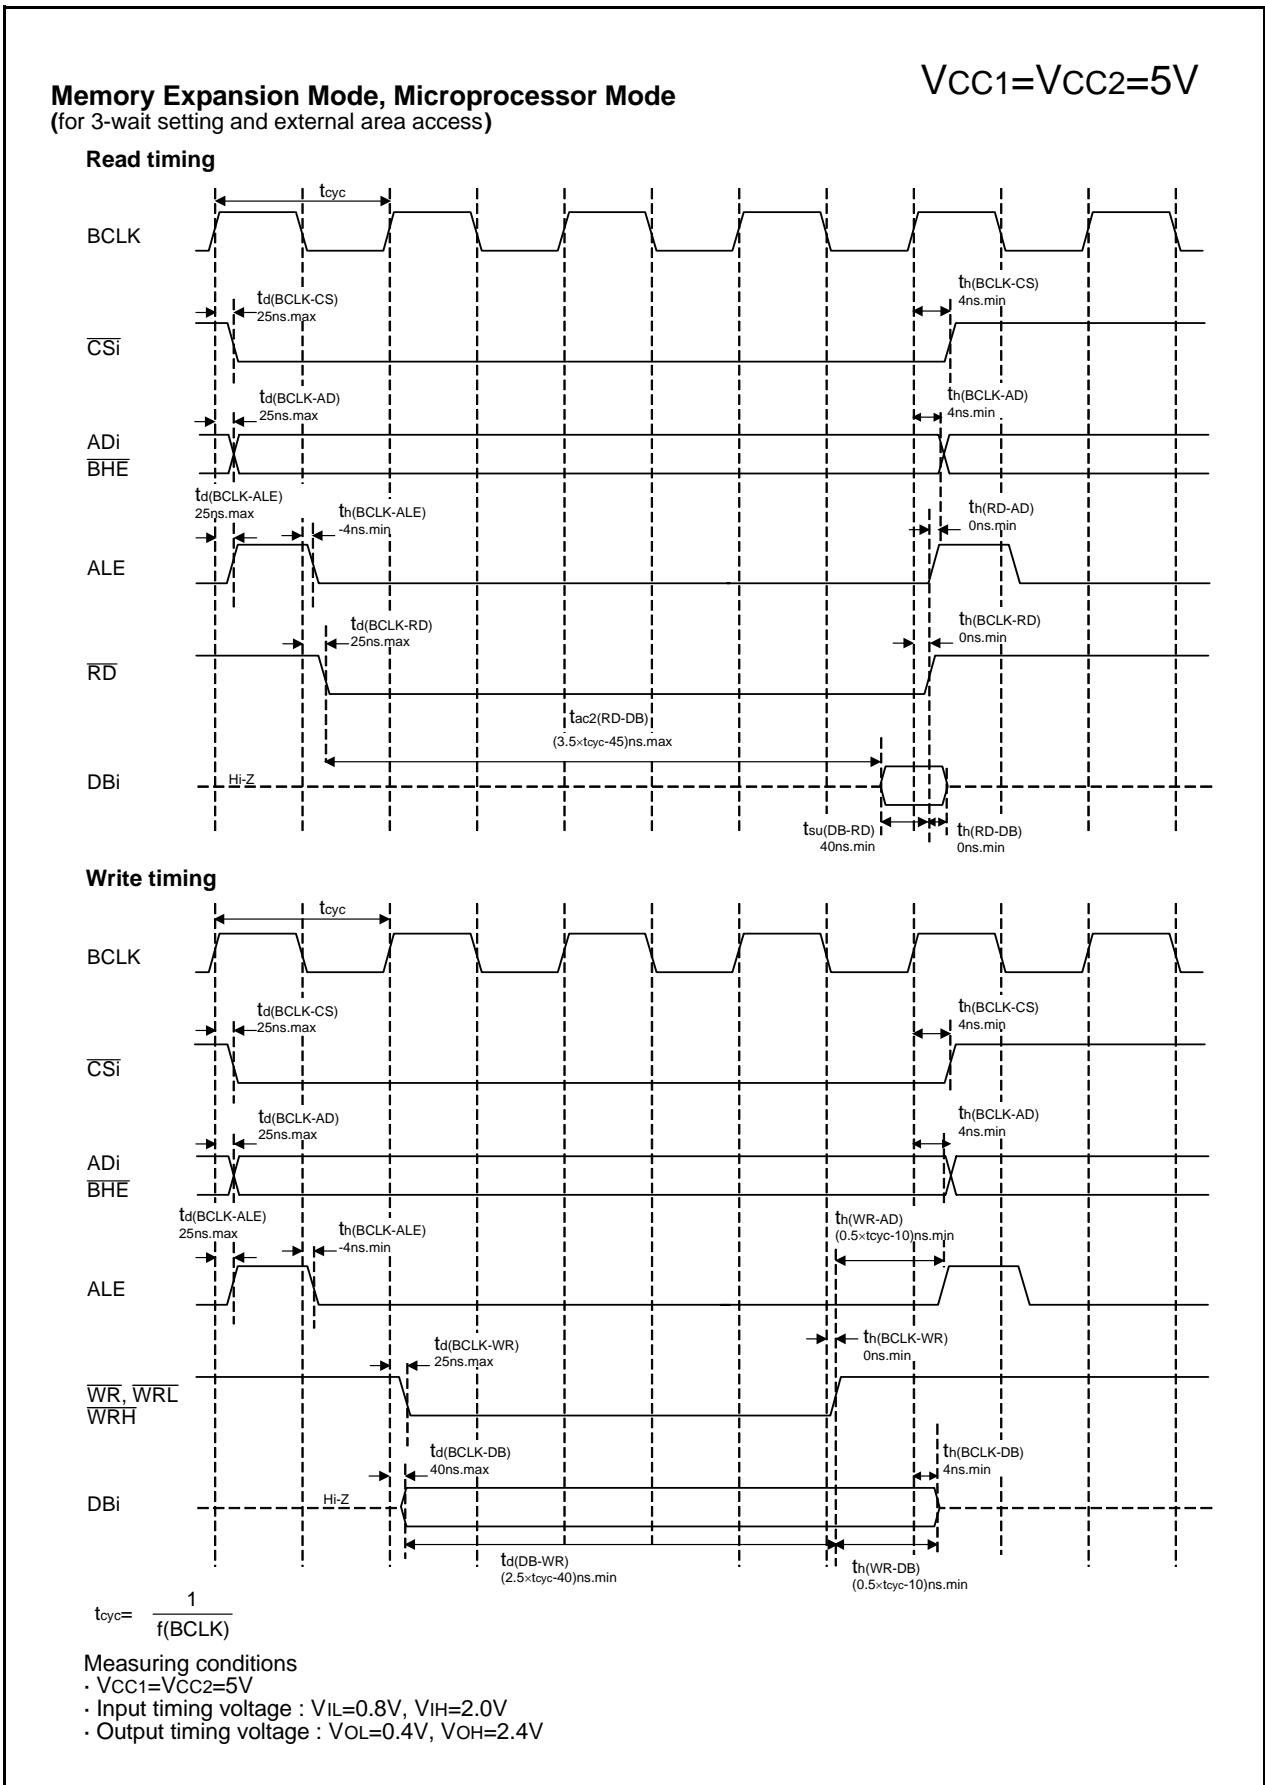 VCC1=VCC2=5V
Memory Expansion Mode, Microprocessor Mode
(for 3-wait setting and external area access)
Read timing
tcyc
BCLK
td(BCLK-CS)
25ns.max
th(BCLK-CS)
4ns.min
CSi
td(BCLK-AD)
25ns.max
th(BCLK-AD)
4ns.min
ADi
BHE
td(BCLK-ALE)
25ns.max
th(BCLK-ALE)
-4ns.min
th(RD-AD)
0ns.min
ALE
td(BCLK-RD)
25ns.max
th(BCLK-RD)
0ns.min
RD
tac2(RD-DB)
(3.5×tcyc-45)ns.max
DBi
Hi-Z
tsu(DB-RD)
40ns.min
th(RD-DB)
0ns.min
Write timing
tcyc
BCLK
td(BCLK-CS)
25ns.max
th(BCLK-CS)
4ns.min
CSi
td(BCLK-AD)
25ns.max
th(BCLK-AD)
4ns.min
ADi
BHE
td(BCLK-ALE)
25ns.max
th(BCLK-ALE)
-4ns.min
th(WR-AD)
(0.5×tcyc-10)ns.min
ALE
td(BCLK-WR)
25ns.max
th(BCLK-WR)
0ns.min
WR, WRL
WRH
td(BCLK-DB)
40ns.max
th(BCLK-DB)
4ns.min
DBi
Hi-Z
td(DB-WR)
(2.5×tcyc-40)ns.min
th(WR-DB)
(0.5×tcyc-10)ns.min
tcyc= 1
f(BCLK)
Measuring conditions
· VCC1=VCC2=5V
· Input timing voltage : VIL=0.8V, VIH=2.0V
· Output timing voltage : VOL=0.4V, VOH=2.4V